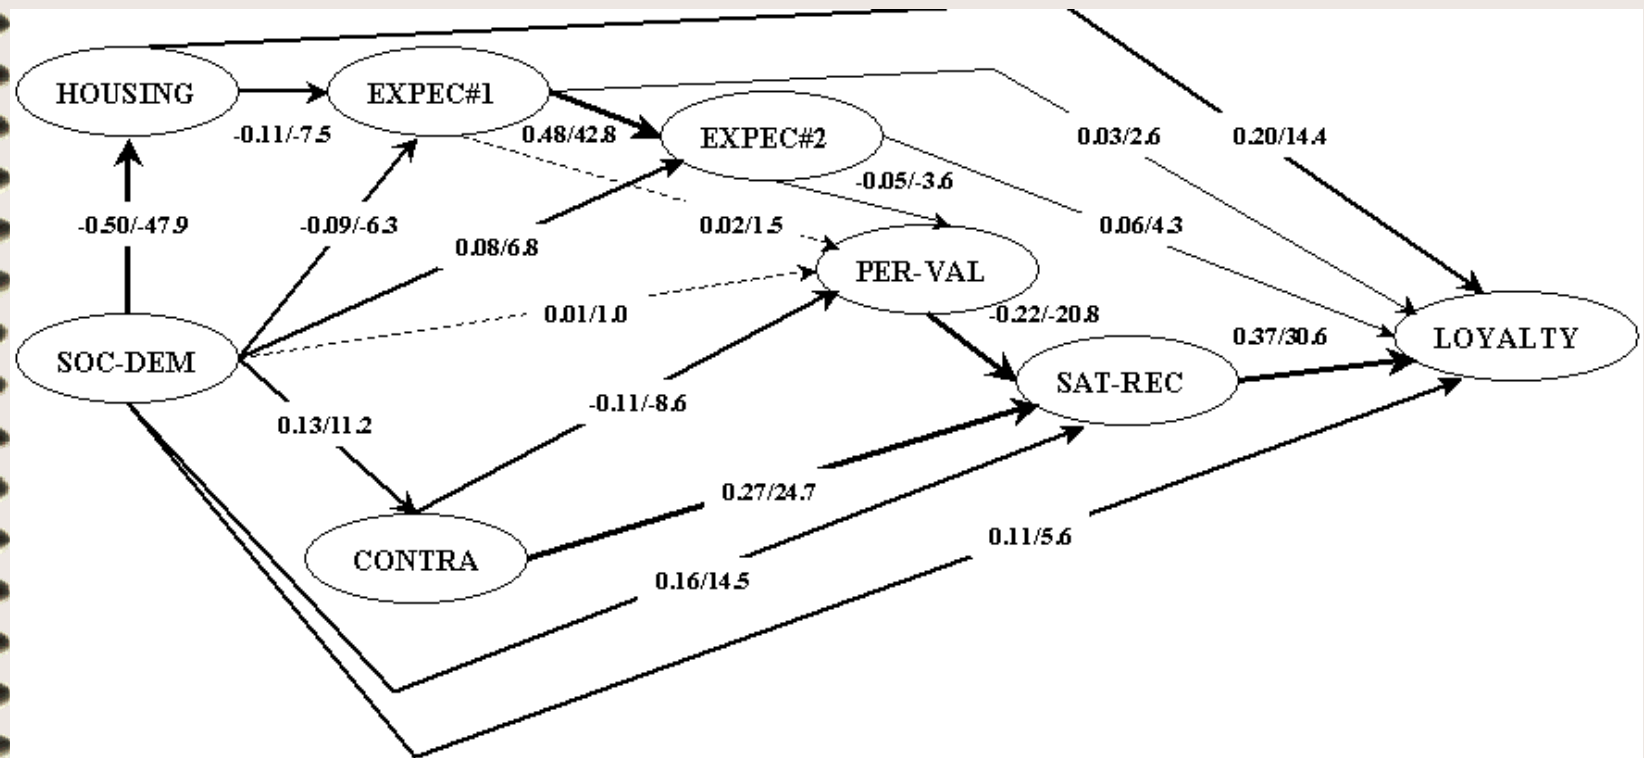 HOUSING
EXPEC#1
EXPEC#2
-0.11/-7.5
0.48/42.8
0.03/2.6
0.20/14.4
-0.05/-3.6
-0.50/-47.9
-0.09/-6.3
0.08/6.8
0.02/1.5
0.06/4.3
PER-VAL
0.01/1.0
-0.22/-20.8
0.37/30.6
LOYALTY
SOC-DEM
SAT-REC
0.13/11.2
-0.11/-8.6
0.27/24.7
CONTRA
0.16/14.5
0.11/5.6